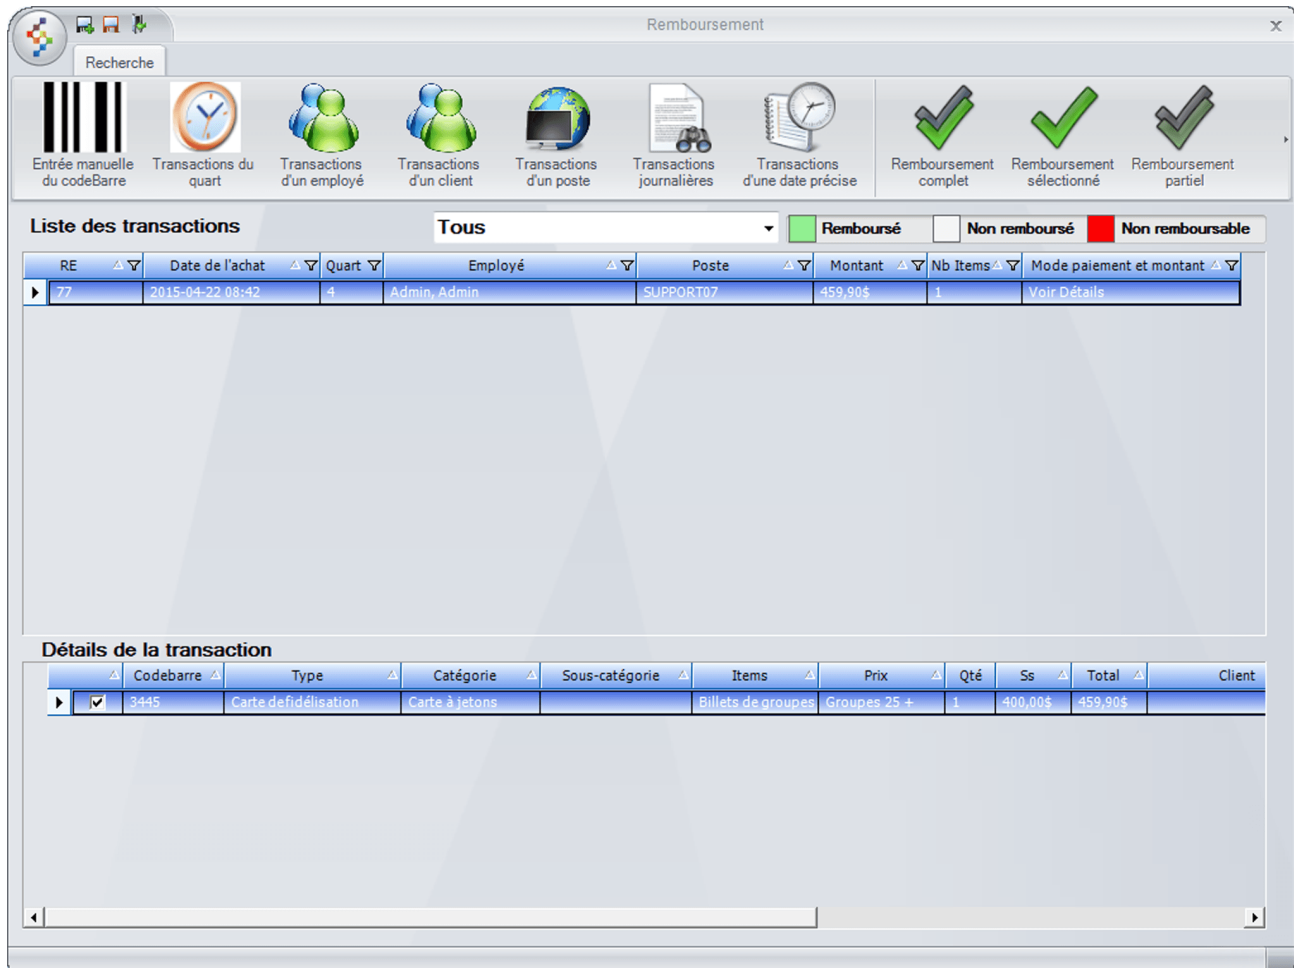 Remboursement
x
Recherche
Entrée manuelle du codeBarre
Transactions du quart
Transactions d'un employé
Transactions d'un client
Transactions d'un poste
Transactions journalières
Transactions d'une date précise
Remboursement complet
Remboursement sélectionné
Remboursement partiel
Liste des transactions
Tous
Remboursé
Non remboursé
Non remboursable
RE Date de l'achat Quart Employé Poste Montant Nb Items Mode paiement et montant
77 2015-04-22 08:42 4 Admin, Admin SUPPORT07 459,90$ 1 Voir Détails
Détails de la transaction
Codebarre Type Catégorie Sous-catégorie Items Prix Qté Ss Total Client
3445 Carte de fidélisation Carte à jetons Billets de groupes Groupes 25 + 1 400,00$ 459,90$